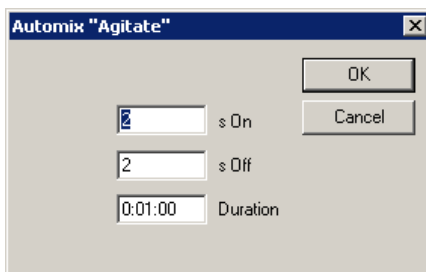 Automix "Agitate"
OK
2 s On
Cancel
2 s Off
0:01:00 Duration